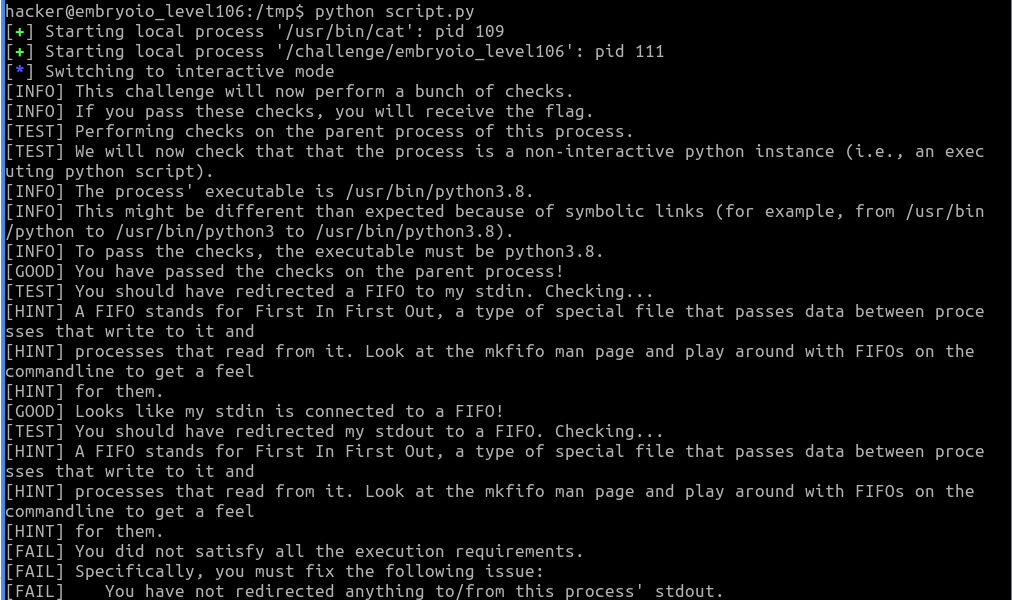 hacker@embryoio_level106:/tmp$ python script.py
[+] Starting local process '/usr/bin/cat': pid 109
[+] Starting local process '/challenge/embryoio_level106': pid 111
[*] Switching to interactive mode
[INFO] This challenge will now perform a bunch of checks.
[INFO] If you pass these checks, you will receive the flag.
[TEST] Performing checks on the parent process of this process.
[TEST] We will now check that that the process is a non-interactive python instance (i.e., an exec
uting python script).
[INFO] The process' executable is /usr/bin/python3.8.
[INFO] This might be different than expected because of symbolic links (for example, from /usr/bin
/python to /usr/bin/python3 to /usr/bin/python3.8).
[INFO] To pass the checks, the executable must be python3.8.
[GOOD] You have passed the checks on the parent process!
[TEST] You should have redirected a FIFO to my stdin. Checking...
[HINT] A FIFO stands for First In First Out, a type of special file that passes data between proce
sses that write to it and
[HINT] processes that read from it. Look at the mkfifo man page and play around with FIFOs on the
commandline to get a feel
[HINT] for them.
[GOOD] Looks like my stdin is connected to a FIFO!
[TEST] You should have redirected my stdout to a FIFO. Checking...
[HINT] A FIFO stands for First In First Out, a type of special file that passes data between proce
sses that write to it and
[HINT] processes that read from it. Look at the mkfifo man page and play around with FIFOs on the
commandline to get a feel
[HINT] for them.
[FAIL] You did not satisfy all the execution requirements.
[FAIL] Specifically, you must fix the following issue:
[FAIL]    You have not redirected anything to/from this process' stdout.